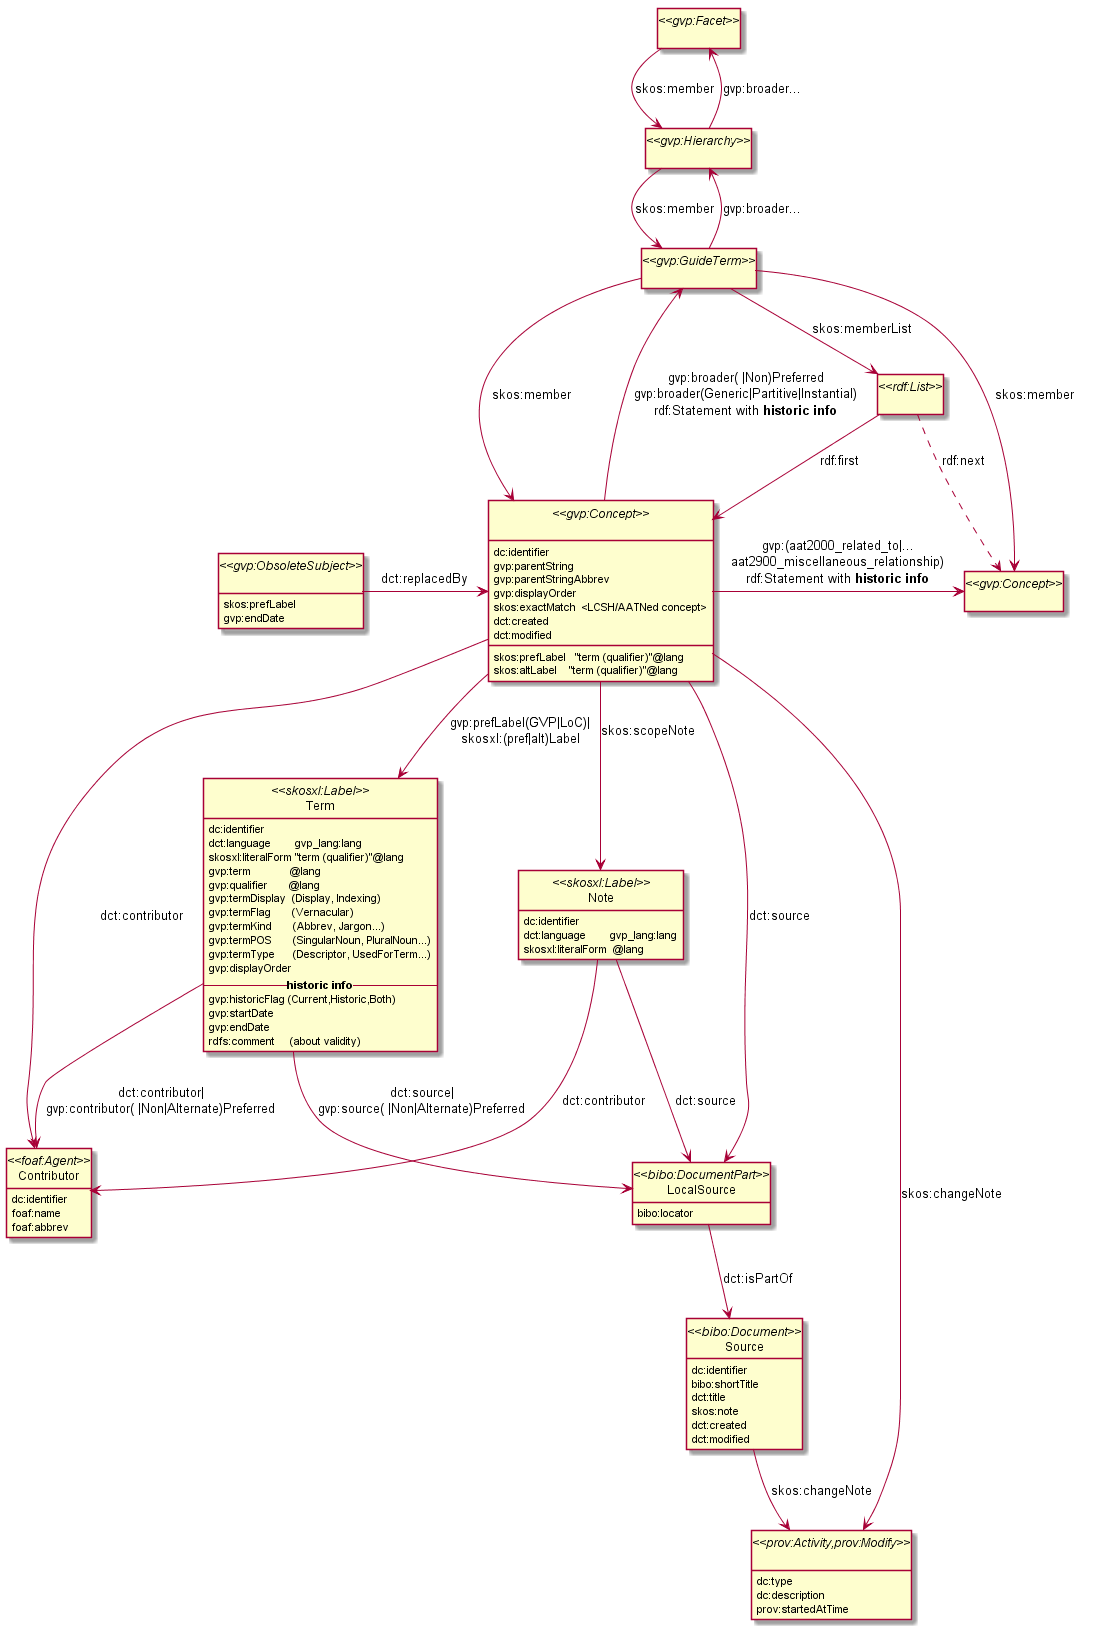 <<gvp:Facet>>
skos:member
gvp:broader...
<<gvp:Hierarchy>>
skos:member
gvp:broader...
<<gvp:GuideTerm>>
skos:memberList
<<rdf:List>>
skos:member
gvp:broader( |Non)Preferred
gvp:broader(Generic|Partitive|Instantial)
rdf:Statement with historic info
skos:member
rdf:first
rdf:next
<<gvp:Concept>>
dc:identifier
gvp:parentString
gvp:parentStringAbbrev
gvp:displayOrder
skos:exactMatch <LCSH/AATNed concept>
dct:created
dct:modified
skos:prefLabel "term (qualifier)"@lang
skos:altLabel "term (qualifier)"@lang
<<gvp:ObsoleteSubject>>
skos:prefLabel
gvp:endDate
dct:replacedBy
gvp:(aat2000_related_to|...
aat2900_miscellaneous_relationship)
rdf:Statement with historic info
<<gvp:Concept>>
gvp:prefLabel(GVP|LoC)|
skosxl:(pref|alt)Label
skos:scopeNote
<<skosxl:Label>>
Term
dc:identifier
dct:language gvp_lang:lang
skosxl:literalForm "term (qualifier)"@lang
gvp:term @lang
gvp:qualifier @lang
gvp:termDisplay (Display, Indexing)
gvp:termFlag (Vernacular)
gvp:termKind (Abbrev, Jargon...)
gvp:termPOS (SingularNoun, PluralNoun...)
gvp:termType (Descriptor, UsedForTerm...)
gvp:displayOrder
historic info
gvp:historicFlag (Current,Historic,Both)
gvp:startDate
gvp:endDate
rdfs:comment (about validity)
<<skosxl:Label>>
Note
dc:identifier
dct:language gvp_lang:lang
skosxl:literalForm @lang
dct:contributor
dct:source
dct:contributor|
gvp:contributor( |Non|Alternate)Preferred
dct:source|
gvp:source( |Non|Alternate)Preferred
dct:contributor
dct:source
<<foaf:Agent>>
Contributor
dc:identifier
foaf:name
foaf:abbrev
<<bibo:DocumentPart>>
LocalSource
bibo:locator
skos:changeNote
dct:isPartOf
<<bibo:Document>>
Source
dc:identifier
bibo:shortTitle
dct:title
skos:note
dct:created
dct:modified
skos:changeNote
<<prov:Activity,prov:Modify>>
dc:type
dc:description
prov:startedAtTime